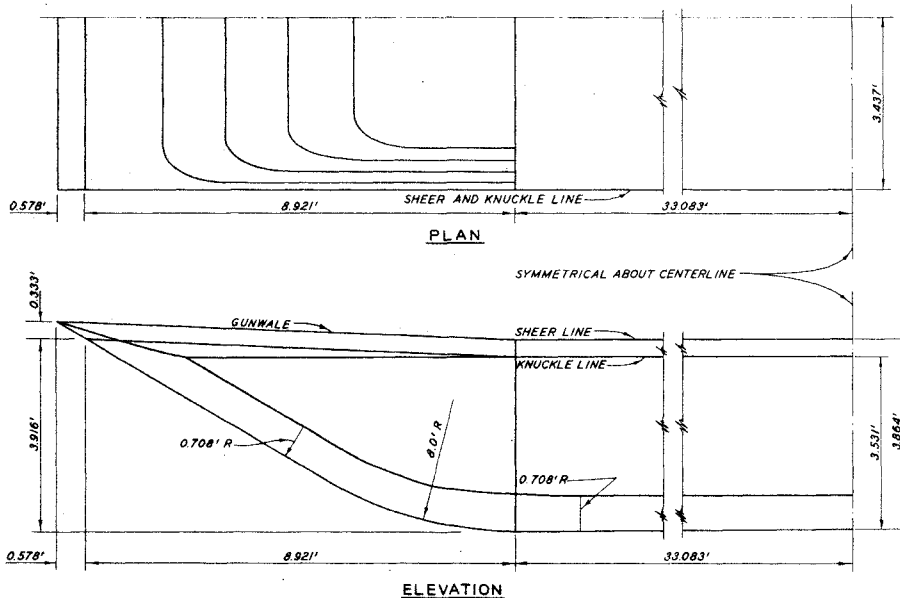 3.437'
SHEER AND KNUCKLE LINE
0.578'
8.921'
33.083'
PLAN
SYMMETRICAL ABOUT CENTERLINE
0.333'
GUNWALE
SHEER LINE
KNUCKLE LINE
3.916'
0.708' R
8.0' R
0.708' R
3.531'
3.864'
0.578'
8.921'
33.083'
ELEVATION